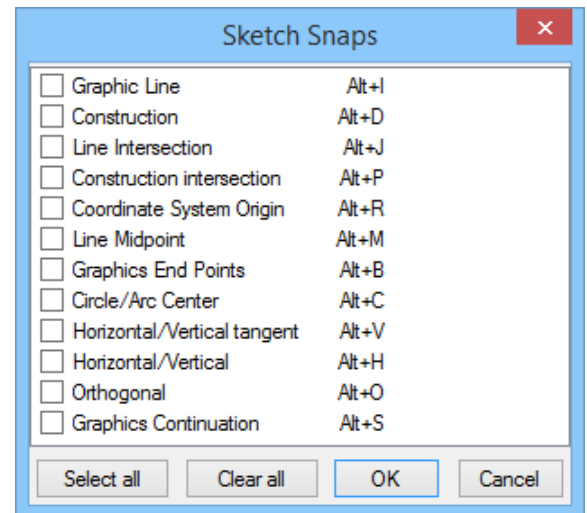 Sketch Snaps
Graphic Line Alt+I
Construction Alt+D
Line Intersection Alt+J
Construction intersection Alt+P
Coordinate System Origin Alt+R
Line Midpoint Alt+M
Graphics End Points Alt+B
Circle/Arc Center Alt+C
Horizontal/Vertical tangent Alt+V
Horizontal/Vertical Alt+H
Orthogonal Alt+O
Graphics Continuation Alt+S
Select all Clear all OK Cancel